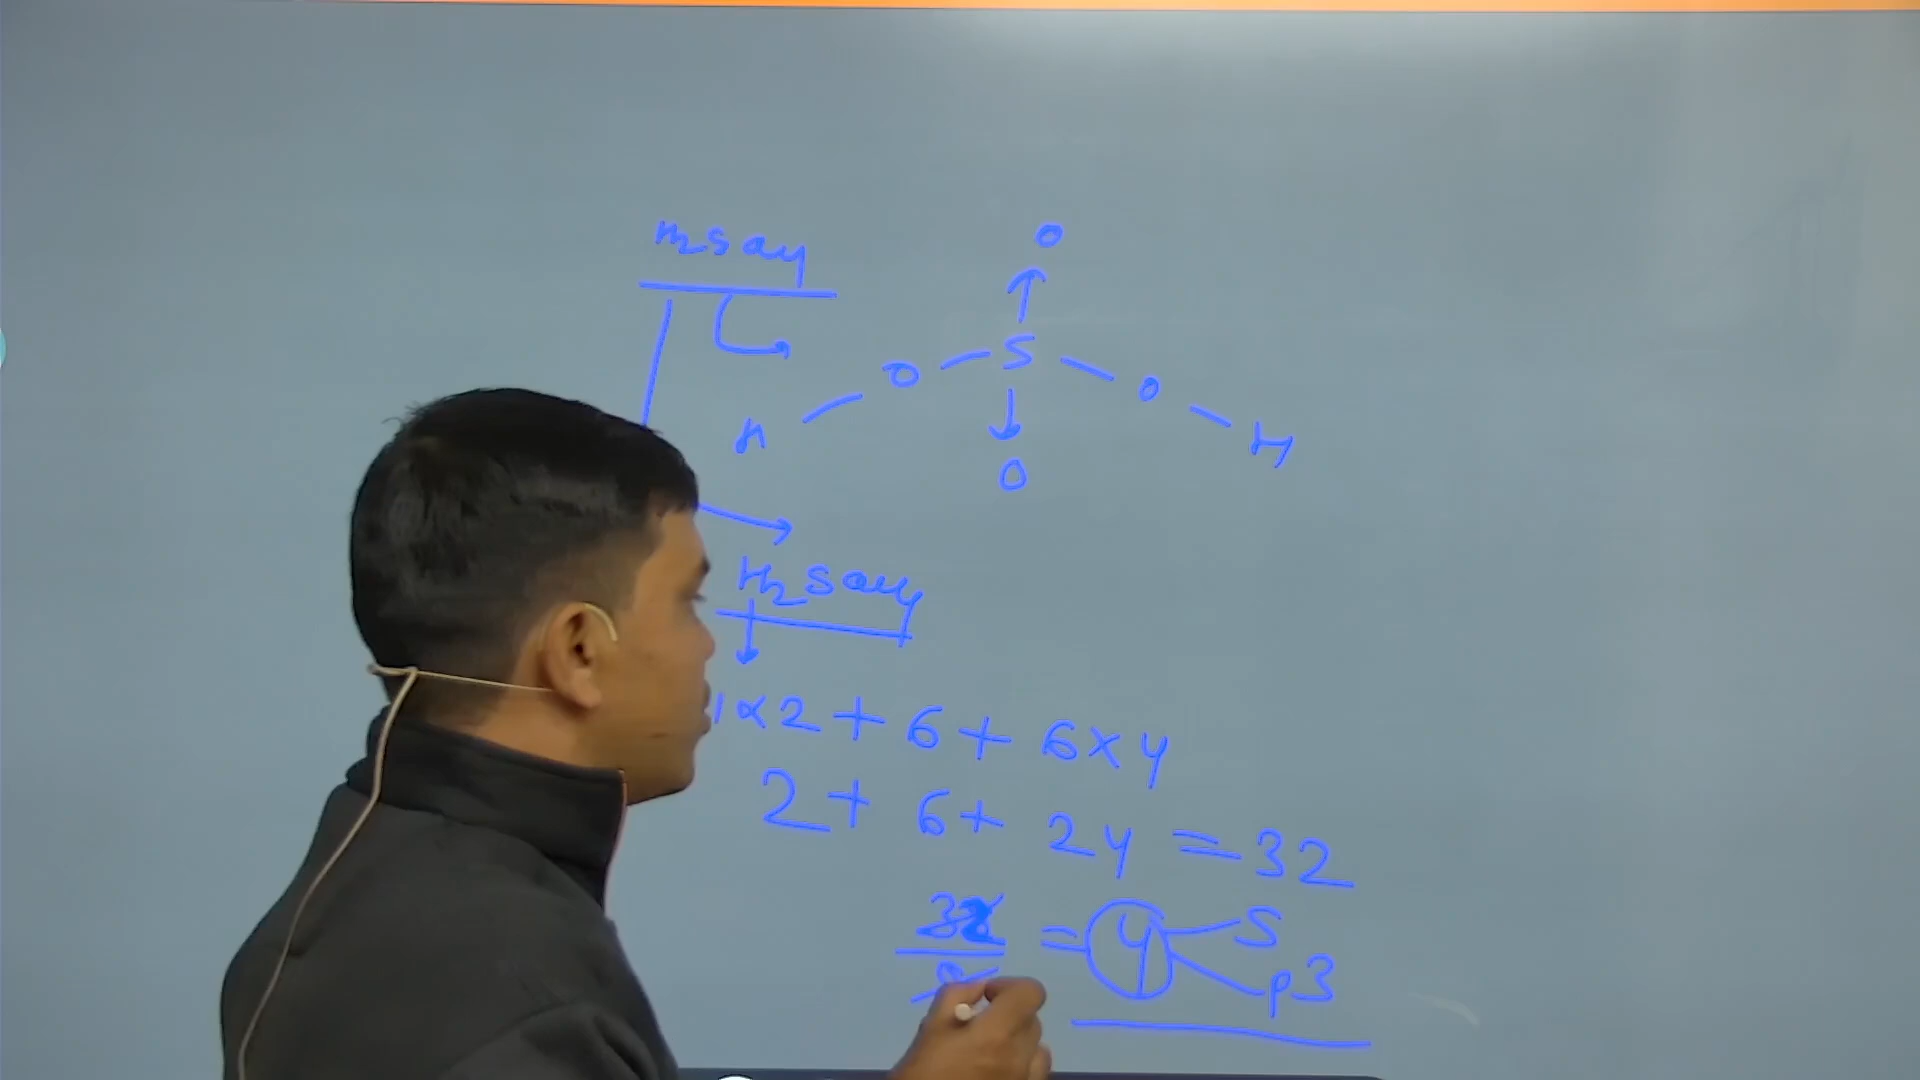 H2SO4
O
↑
H — O — S — O — H
↓
O
H2SO4
1×2 + 6 + 6×4
2 + 6 + 24 = 32
32/8 = 4 S
p3